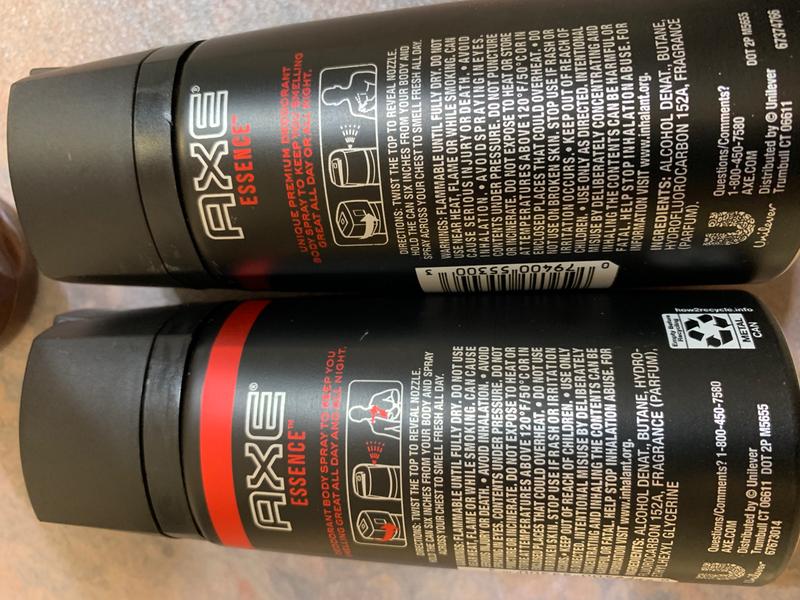 AXE®
ESSENCE™
UNIQUE PREMIUM DEODORANT
BODY SPRAY TO KEEP YOU SMELLING
GREAT ALL DAY OR ALL NIGHT.
DIRECTIONS: TWIST THE TOP TO REVEAL NOZZLE,
HOLD THE CAN SIX INCHES FROM YOUR BODY AND
SPRAY ACROSS YOUR CHEST TO SMELL FRESH ALL DAY.
WARNINGS: FLAMMABLE UNTIL FULLY DRY. DO NOT
USE NEAR HEAT, FLAME OR WHILE SMOKING. CAN
CAUSE SERIOUS INJURY OR DEATH. • AVOID
INHALATION. • AVOID SPRAYING IN EYES.
CONTENTS UNDER PRESSURE. DO NOT PUNCTURE
OR INCINERATE. DO NOT EXPOSE TO HEAT OR STORE
AT TEMPERATURES ABOVE 120°F/50°C OR IN
ENCLOSED PLACES THAT COULD OVERHEAT. • DO
NOT USE ON BROKEN SKIN. STOP USE IF RASH OR
IRRITATION OCCURS. • KEEP OUT OF REACH OF
CHILDREN. • USE ONLY AS DIRECTED. INTENTIONAL
MISUSE BY DELIBERATELY CONCENTRATING AND
INHALING THE CONTENTS CAN BE HARMFUL OR
FATAL. HELP STOP INHALATION ABUSE. FOR
INFORMATION VISIT www.inhalant.org.
INGREDIENTS: ALCOHOL DENAT., BUTANE,
HYDROFLUOROCARBON 152A, FRAGRANCE
(PARFUM).
Unilever
Questions/Comments?
1-800-450-7580
AXE.COM
DOT 2P M5665
Distributed by © Unilever
Trumbull CT 06611
67374766
0 79400 55300 3
AXE®
ESSENCE™
DEODORANT BODY SPRAY TO KEEP YOU
SMELLING GREAT ALL DAY AND ALL NIGHT.
DIRECTIONS: TWIST THE TOP TO REVEAL NOZZLE,
HOLD THE CAN SIX INCHES FROM YOUR BODY AND SPRAY
ACROSS YOUR CHEST TO SMELL FRESH ALL DAY.
WARNING: FLAMMABLE UNTIL FULLY DRY. DO NOT USE
NEAR HEAT, FLAME OR WHILE SMOKING. CAN CAUSE
SERIOUS INJURY OR DEATH. • AVOID INHALATION. • AVOID
SPRAYING IN EYES. CONTENTS UNDER PRESSURE. DO NOT
PUNCTURE OR INCINERATE. DO NOT EXPOSE TO HEAT OR
STORE AT TEMPERATURES ABOVE 120°F/50°C OR IN
ENCLOSED PLACES THAT COULD OVERHEAT. • DO NOT USE
ON BROKEN SKIN. STOP USE IF RASH OR IRRITATION
OCCURS. • KEEP OUT OF REACH OF CHILDREN. • USE ONLY
AS DIRECTED. INTENTIONAL MISUSE BY DELIBERATELY
CONCENTRATING AND INHALING THE CONTENTS CAN BE
HARMFUL OR FATAL. HELP STOP INHALATION ABUSE. FOR
INFORMATION VISIT www.inhalant.org.
INGREDIENTS: ALCOHOL DENAT., BUTANE, HYDRO-
FLUOROCARBON 152A, FRAGRANCE (PARFUM),
ETHYLHEXYL GLYCERINE
Unilever
Questions/Comments? 1-800-450-7580
AXE.COM
Distributed by © Unilever
Trumbull CT 06611 DOT 2P M5665
67373014
how2recycle.info
Empty Before
Recycling
METAL
CAN